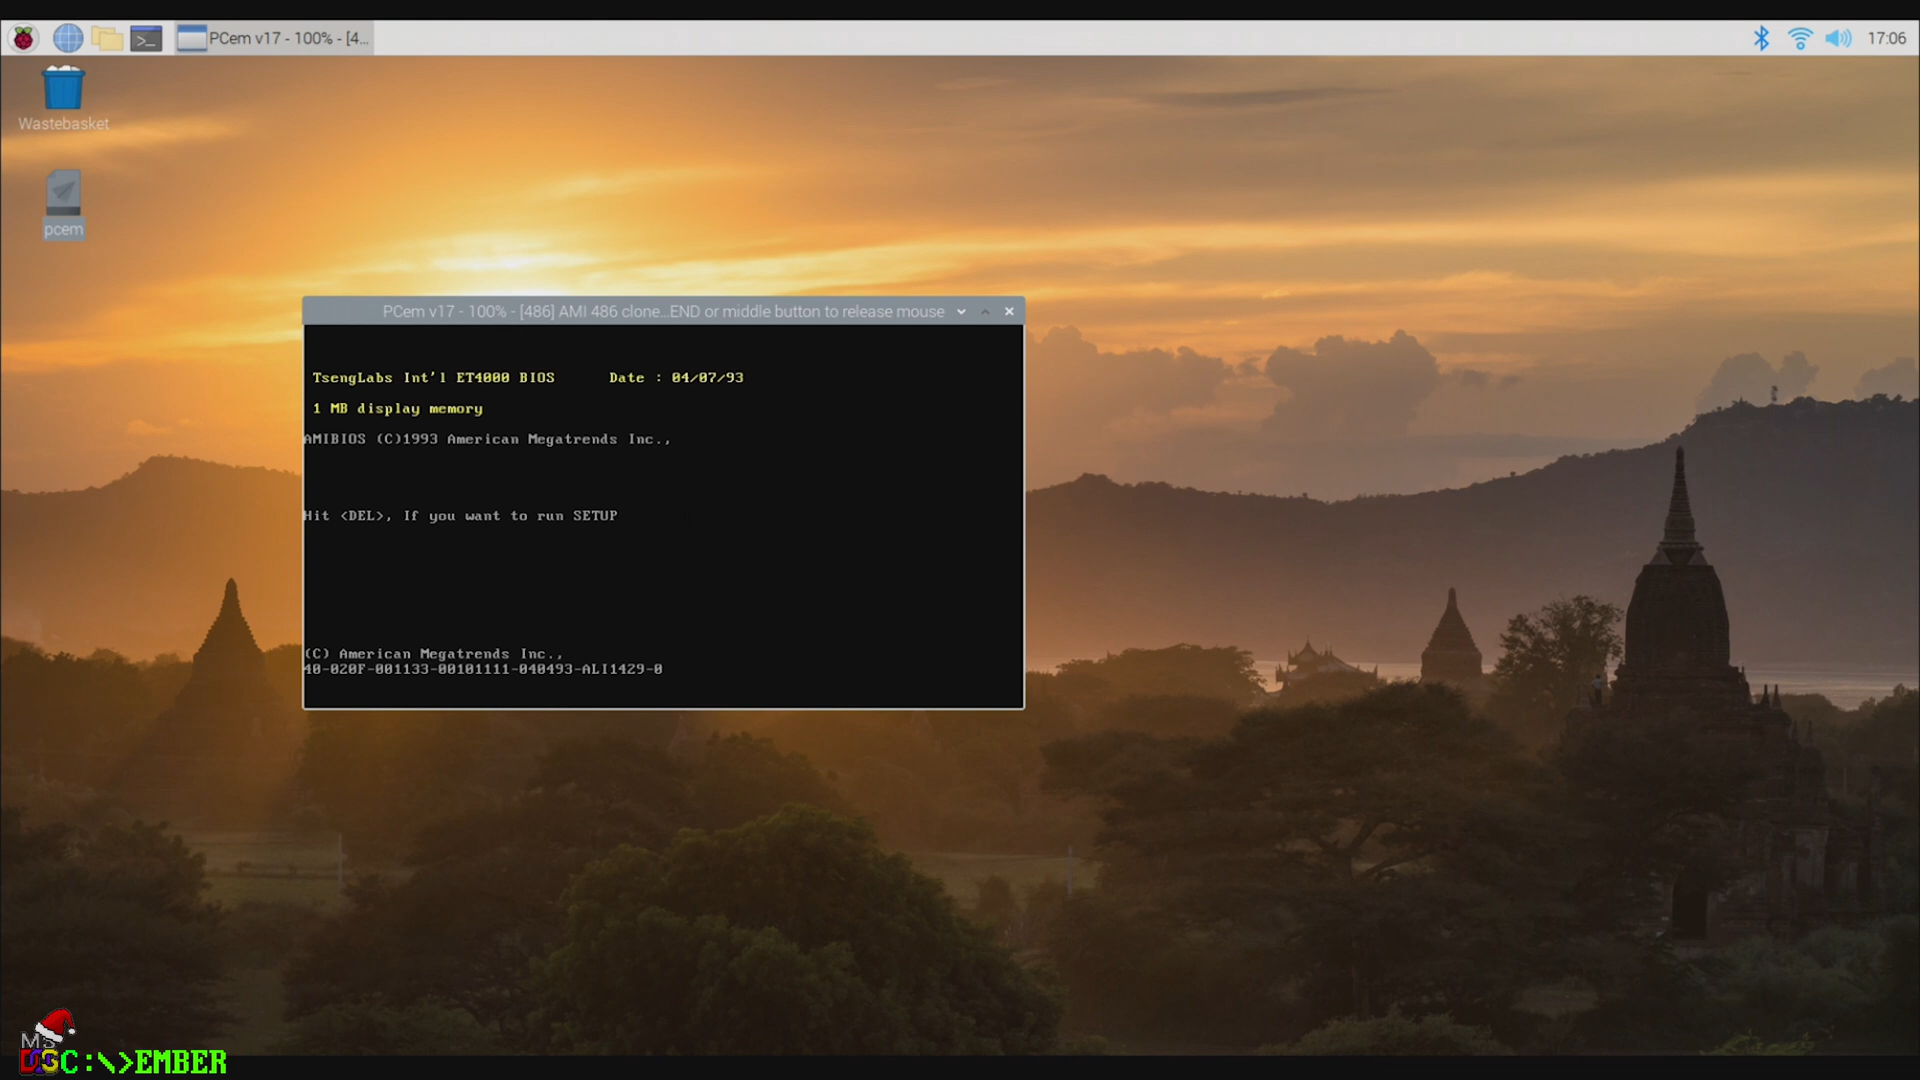 PCem v17 - 100% - [4...
17:06
Wastebasket
pcem
PCem v17 - 100% - [486] AMI 486 clone...END or middle button to release mouse
TsengLabs Int'l ET4000 BIOS Date : 04/07/93
1 MB display memory
AMIBIOS (C)1993 American Megatrends Inc.,
Hit <DEL>, If you want to run SETUP
(C) American Megatrends Inc.,
40-020F-001133-00101111-040493-ALI1429-0
MS
DOSC:\>EMBER